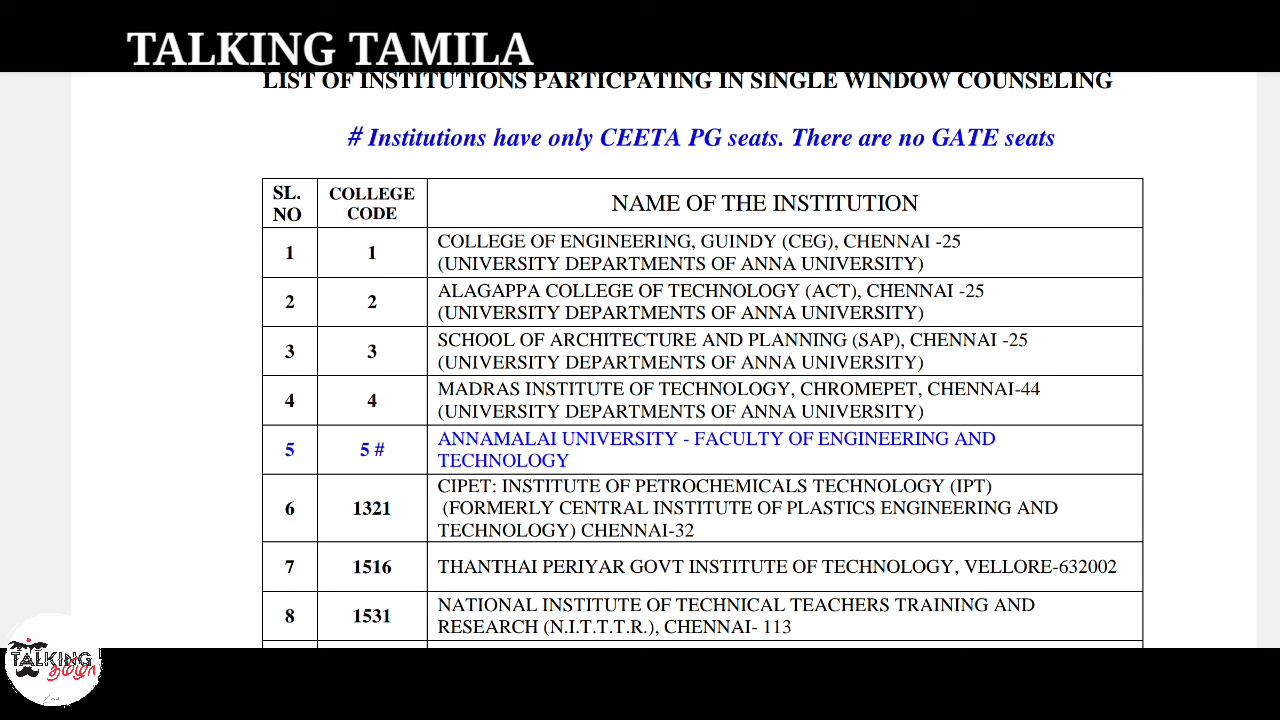 TALKING TAMILA
LIST OF INSTITUTIONS PARTICPATING IN SINGLE WINDOW COUNSELING
# Institutions have only CEETA PG seats. There are no GATE seats
SL. NO
COLLEGE CODE
NAME OF THE INSTITUTION
1 1 COLLEGE OF ENGINEERING, GUINDY (CEG), CHENNAI -25
(UNIVERSITY DEPARTMENTS OF ANNA UNIVERSITY)
2 2 ALAGAPPA COLLEGE OF TECHNOLOGY (ACT), CHENNAI -25
(UNIVERSITY DEPARTMENTS OF ANNA UNIVERSITY)
3 3 SCHOOL OF ARCHITECTURE AND PLANNING (SAP), CHENNAI -25
(UNIVERSITY DEPARTMENTS OF ANNA UNIVERSITY)
4 4 MADRAS INSTITUTE OF TECHNOLOGY, CHROMEPET, CHENNAI-44
(UNIVERSITY DEPARTMENTS OF ANNA UNIVERSITY)
5 5 # ANNAMALAI UNIVERSITY - FACULTY OF ENGINEERING AND
TECHNOLOGY
6 1321 CIPET: INSTITUTE OF PETROCHEMICALS TECHNOLOGY (IPT)
(FORMERLY CENTRAL INSTITUTE OF PLASTICS ENGINEERING AND
TECHNOLOGY) CHENNAI-32
7 1516 THANTHAI PERIYAR GOVT INSTITUTE OF TECHNOLOGY, VELLORE-632002
8 1531 NATIONAL INSTITUTE OF TECHNICAL TEACHERS TRAINING AND
RESEARCH (N.I.T.T.T.R.), CHENNAI- 113
TALKING
தமிழா